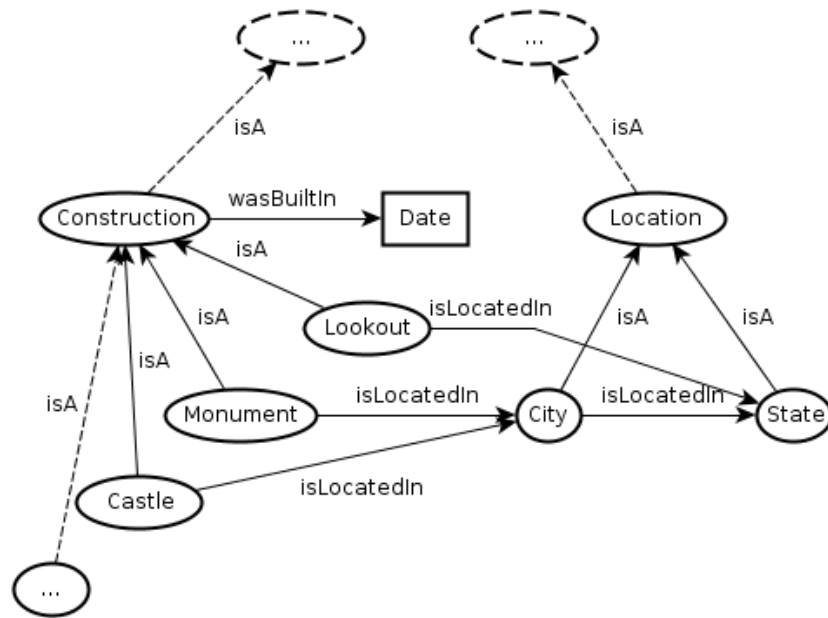 ...
...
isA
isA
Construction
wasBuiltIn
Date
Location
isA
isLocatedIn
Lookout
isA
isA
isA
isA
isA
Monument
isLocatedIn
City
isLocatedIn
State
Castle
isLocatedIn
...